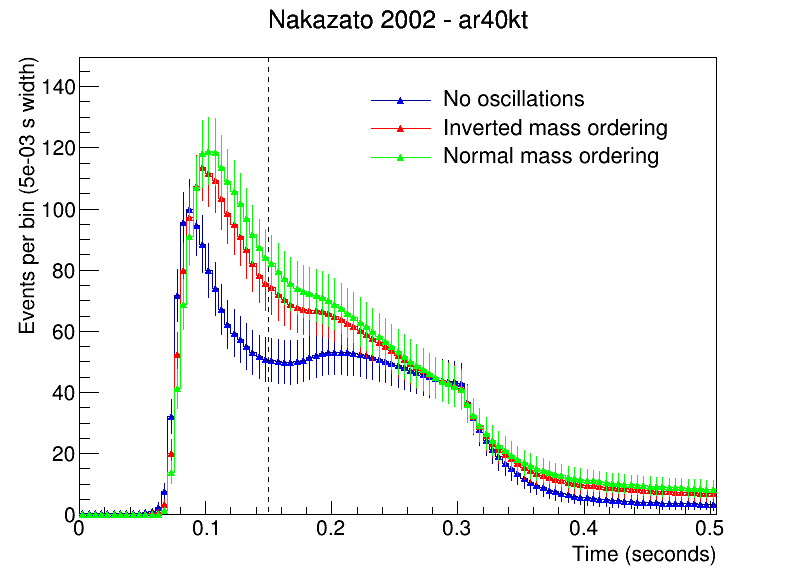 Nakazato 2002 - ar40kt
Events per bin (5e-03 s width)
140
120
100
80
60
40
20
0
No oscillations
Inverted mass ordering
Normal mass ordering
0 0.1 0.2 0.3 0.4 0.5
Time (seconds)